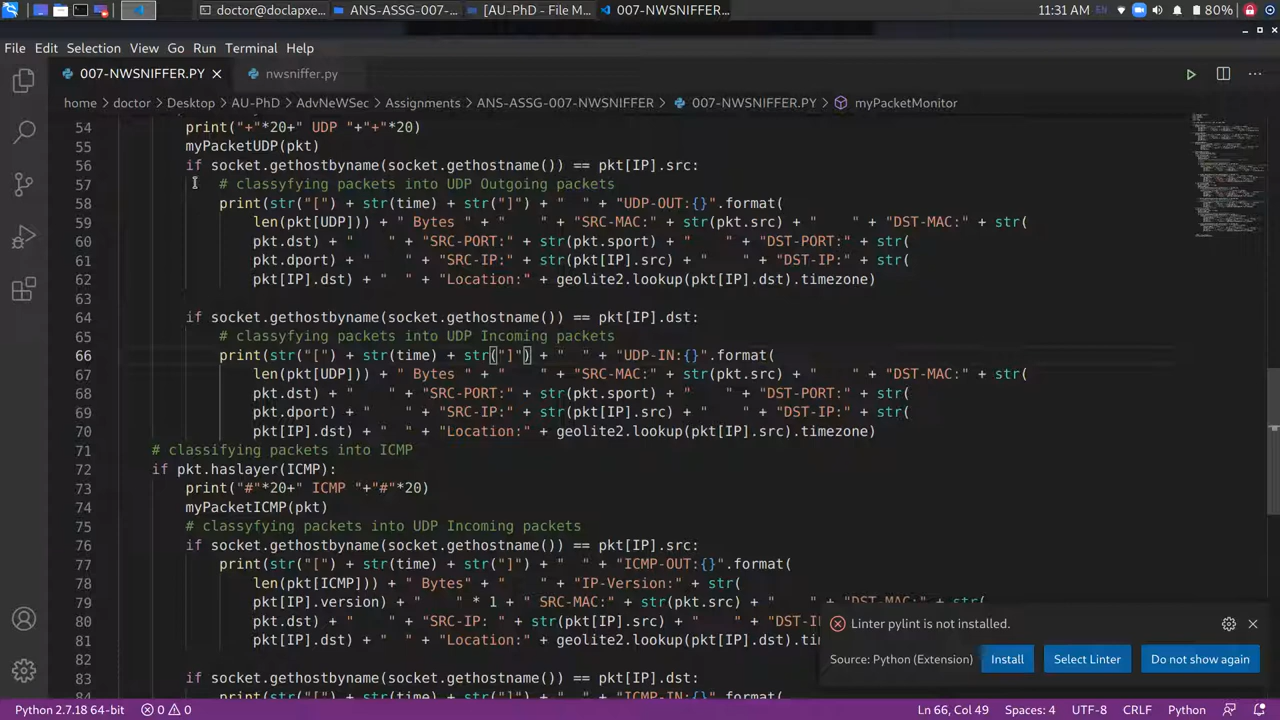 doctor@doclapxe...
ANS-ASSG-007-NW...
[AU-PhD - File M...
007-NWSNIFFER....
11:31 AM
EN
80%
File Edit Selection View Go Run Terminal Help
007-NWSNIFFER.PY
nwsniffer.py
home > doctor > Desktop > AU-PhD > AdvNeWSec > Assignments > ANS-ASSG-007-NWSNIFFER > 007-NWSNIFFER.PY > myPacketMonitor
54 print("+"*20+" UDP "+"+"*20)
55 myPacketUDP(pkt)
56 if socket.gethostbyname(socket.gethostname()) == pkt[IP].src:
57 # classyfying packets into UDP Outgoing packets
58 print(str("[") + str(time) + str("]") + "  " + "UDP-OUT:{}".format(
59 len(pkt[UDP])) + " Bytes " + "    " + "SRC-MAC:" + str(pkt.src) + "    " + "DST-MAC:" + str(
60 pkt.dst) + "    " + "SRC-PORT:" + str(pkt.sport) + "    " + "DST-PORT:" + str(
61 pkt.dport) + "    " + "SRC-IP:" + str(pkt[IP].src) + "    " + "DST-IP:" + str(
62 pkt[IP].dst) + "  " + "Location:" + geolite2.lookup(pkt[IP].dst).timezone)
63
64 if socket.gethostbyname(socket.gethostname()) == pkt[IP].dst:
65 # classyfying packets into UDP Incoming packets
66 print(str("[") + str(time) + str("]") + "  " + "UDP-IN:{}".format(
67 len(pkt[UDP])) + " Bytes " + "    " + "SRC-MAC:" + str(pkt.src) + "    " + "DST-MAC:" + str(
68 pkt.dst) + "    " + "SRC-PORT:" + str(pkt.sport) + "    " + "DST-PORT:" + str(
69 pkt.dport) + "    " + "SRC-IP:" + str(pkt[IP].src) + "    " + "DST-IP:" + str(
70 pkt[IP].dst) + "  " + "Location:" + geolite2.lookup(pkt[IP].src).timezone)
71 # classifying packets into ICMP
72 if pkt.haslayer(ICMP):
73 print("#"*20+" ICMP "+"#"*20)
74 myPacketICMP(pkt)
75 # classyfying packets into UDP Incoming packets
76 if socket.gethostbyname(socket.gethostname()) == pkt[IP].src:
77 print(str("[") + str(time) + str("]") + "  " + "ICMP-OUT:{}".format(
78 len(pkt[ICMP])) + " Bytes" + "    " + "IP-Version:" + str(
79 pkt[IP].version) + "    " * 1 + " SRC-MAC:" + str(pkt.src) + "    " + "DST-MAC:" + str(
80 pkt.dst) + "    " + "SRC-IP: " + str(pkt[IP].src) + "    " + "DST-I
81 pkt[IP].dst) + "    " + "Location:" + geolite2.lookup(pkt[IP].dst).ti
82
83 if socket.gethostbyname(socket.gethostname()) == pkt[IP].dst:
84 print(str("[") + str(time) + str("]") + "  " + "ICMP-IN:{}".format(
Linter pylint is not installed.
Source: Python (Extension)
Install
Select Linter
Do not show again
Python 2.7.18 64-bit
0
0
Ln 66, Col 49
Spaces: 4
UTF-8
CRLF
Python